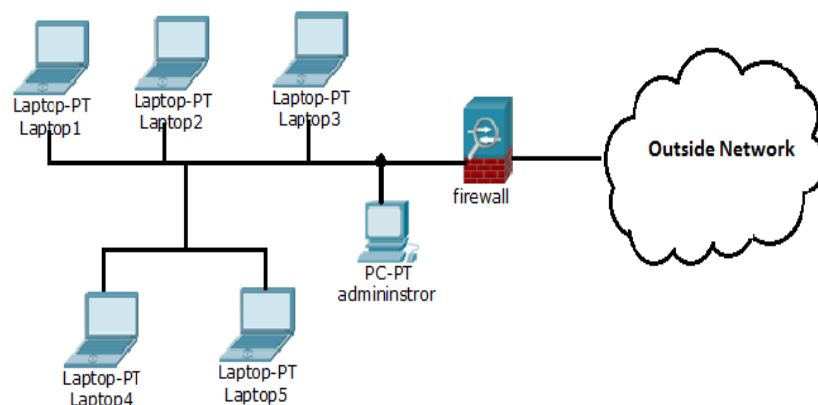 Laptop-PT
Laptop1
Laptop-PT
Laptop2
Laptop-PT
Laptop3
firewall
Outside Network
PC-PT
admininstror
Laptop-PT
Laptop4
Laptop-PT
Laptop5